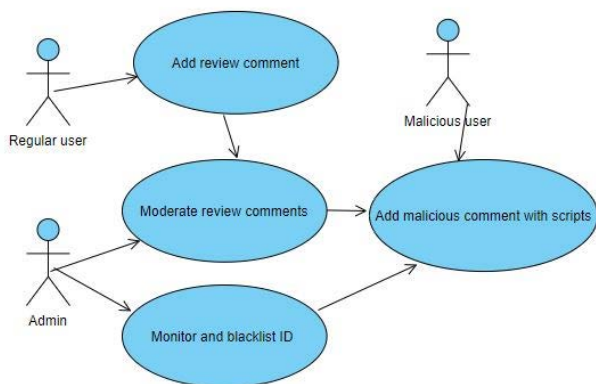 Add review comment
Regular user
Malicious user
Moderate review comments
Add malicious comment with scripts
Admin
Monitor and blacklist ID